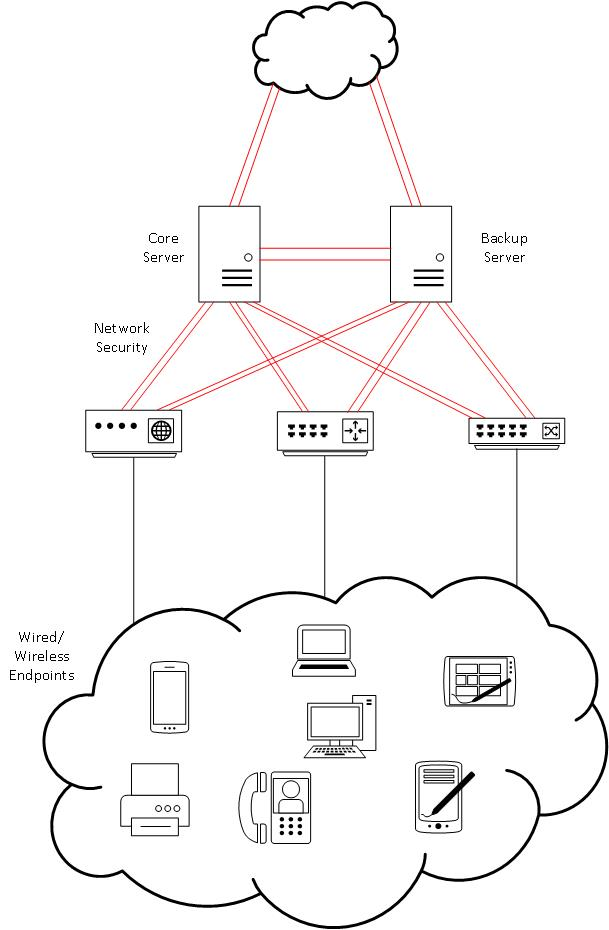 Core
Server
Backup
Server
Network
Security
Wired/
Wireless
Endpoints